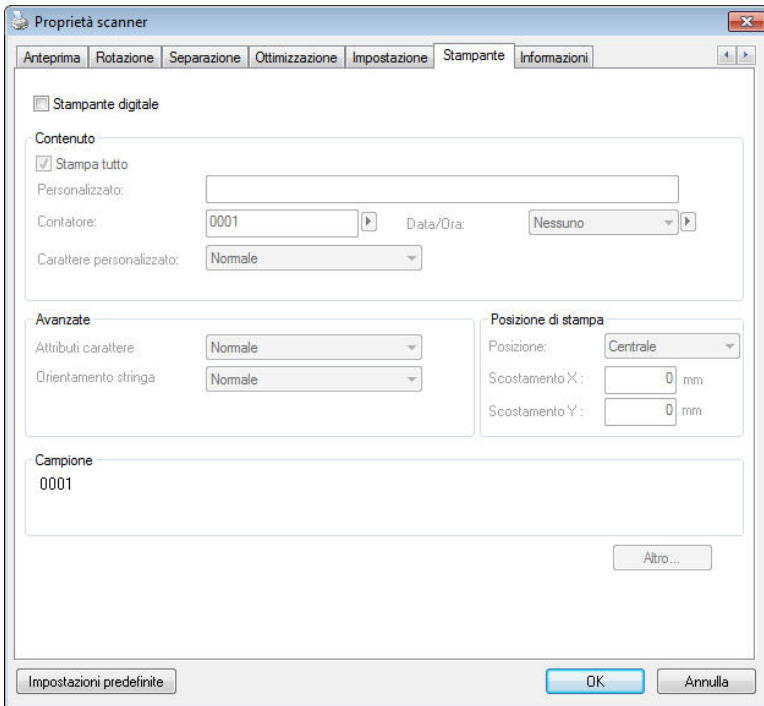 Proprietà scanner
Anteprima Rotazione Separazione Ottimizzazione Impostazione Stampante Informazioni
Stampante digitale
Contenuto
Stampa tutto
Personalizzato:
Contatore: 0001 Data/Ora: Nessuno
Carattere personalizzato: Normale
Avanzate Posizione di stampa
Attributi carattere Normale Posizione: Centrale
Orientamento stringa Normale Scostamento X : 0 mm
Scostamento Y : 0 mm
Campione
0001
Altro...
Impostazioni predefinite OK Annulla